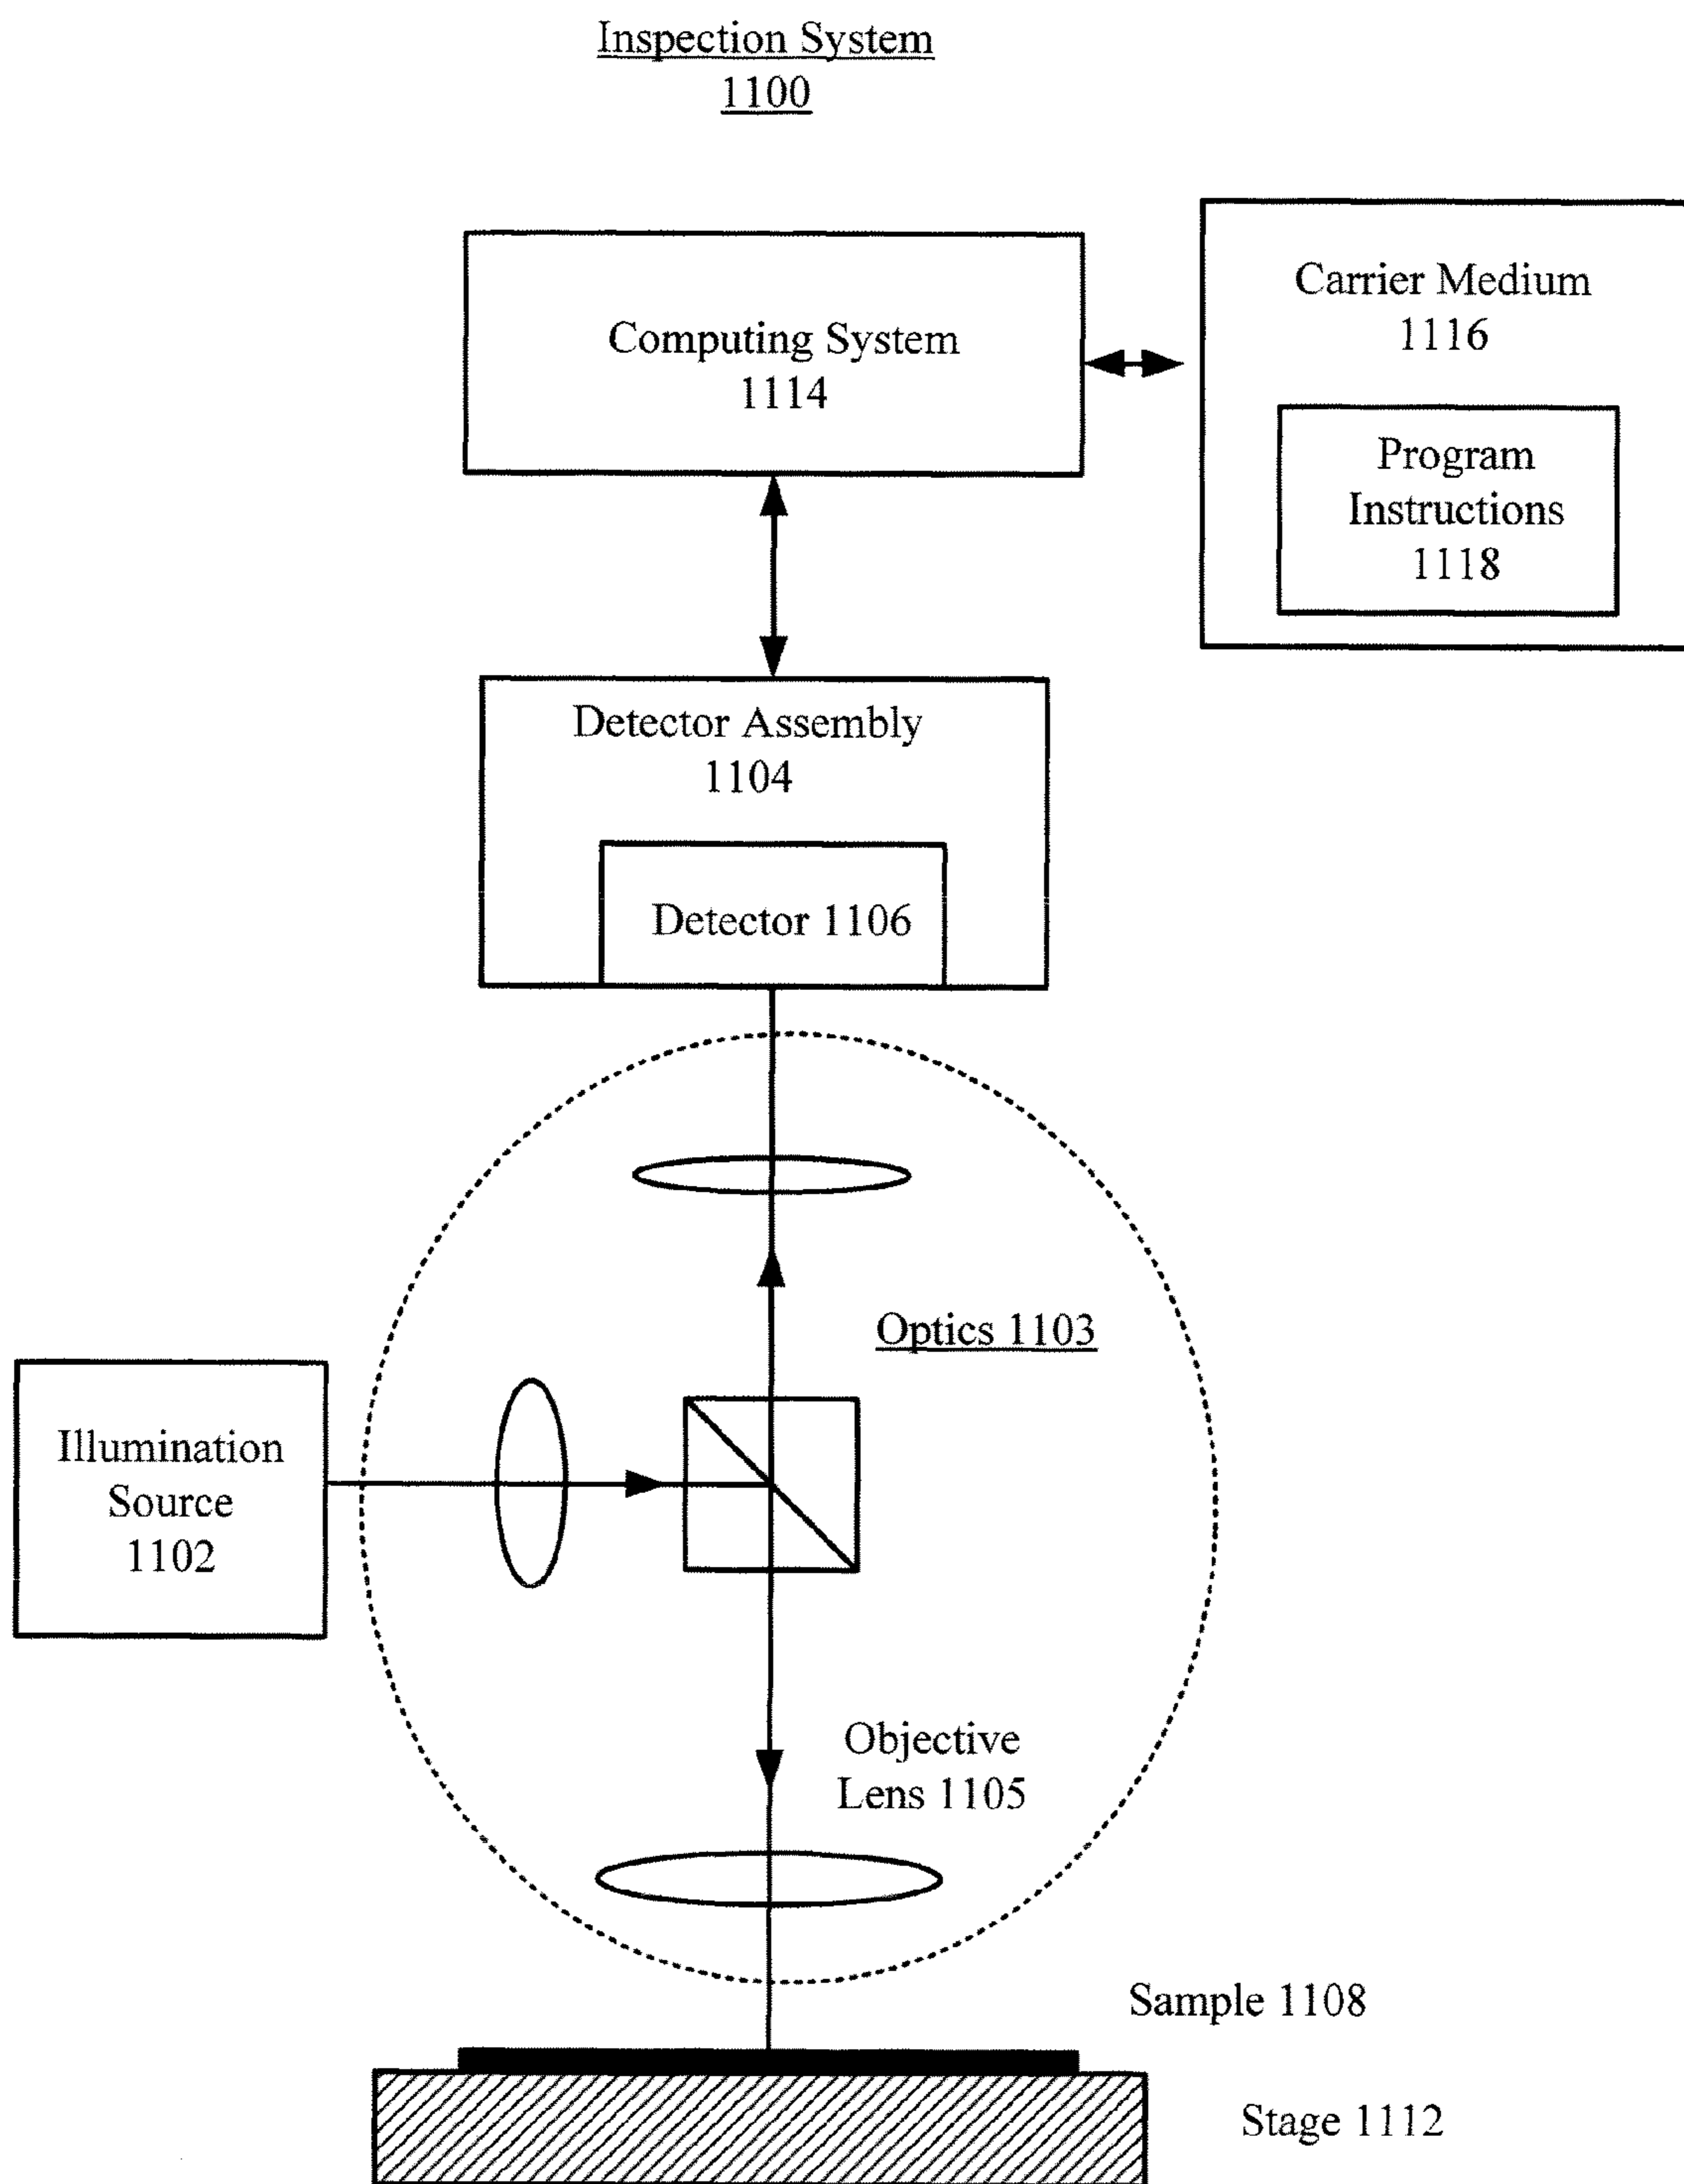 Inspection System
1100
Computing System
1114
Carrier Medium
1116
Program
Instructions
1118
Detector Assembly
1104
Detector 1106
Optics 1103
Illumination
Source
1102
Objective
Lens 1105
Sample 1108
Stage 1112